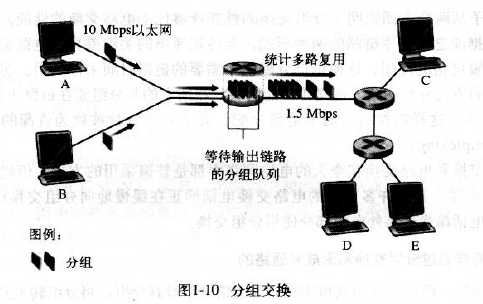 10 Mbps以太网
A
统计多路复用
C
1.5 Mbps
B
等待输出链路
的分组队列
D
E
图例：
分组
图1-10 分组交换